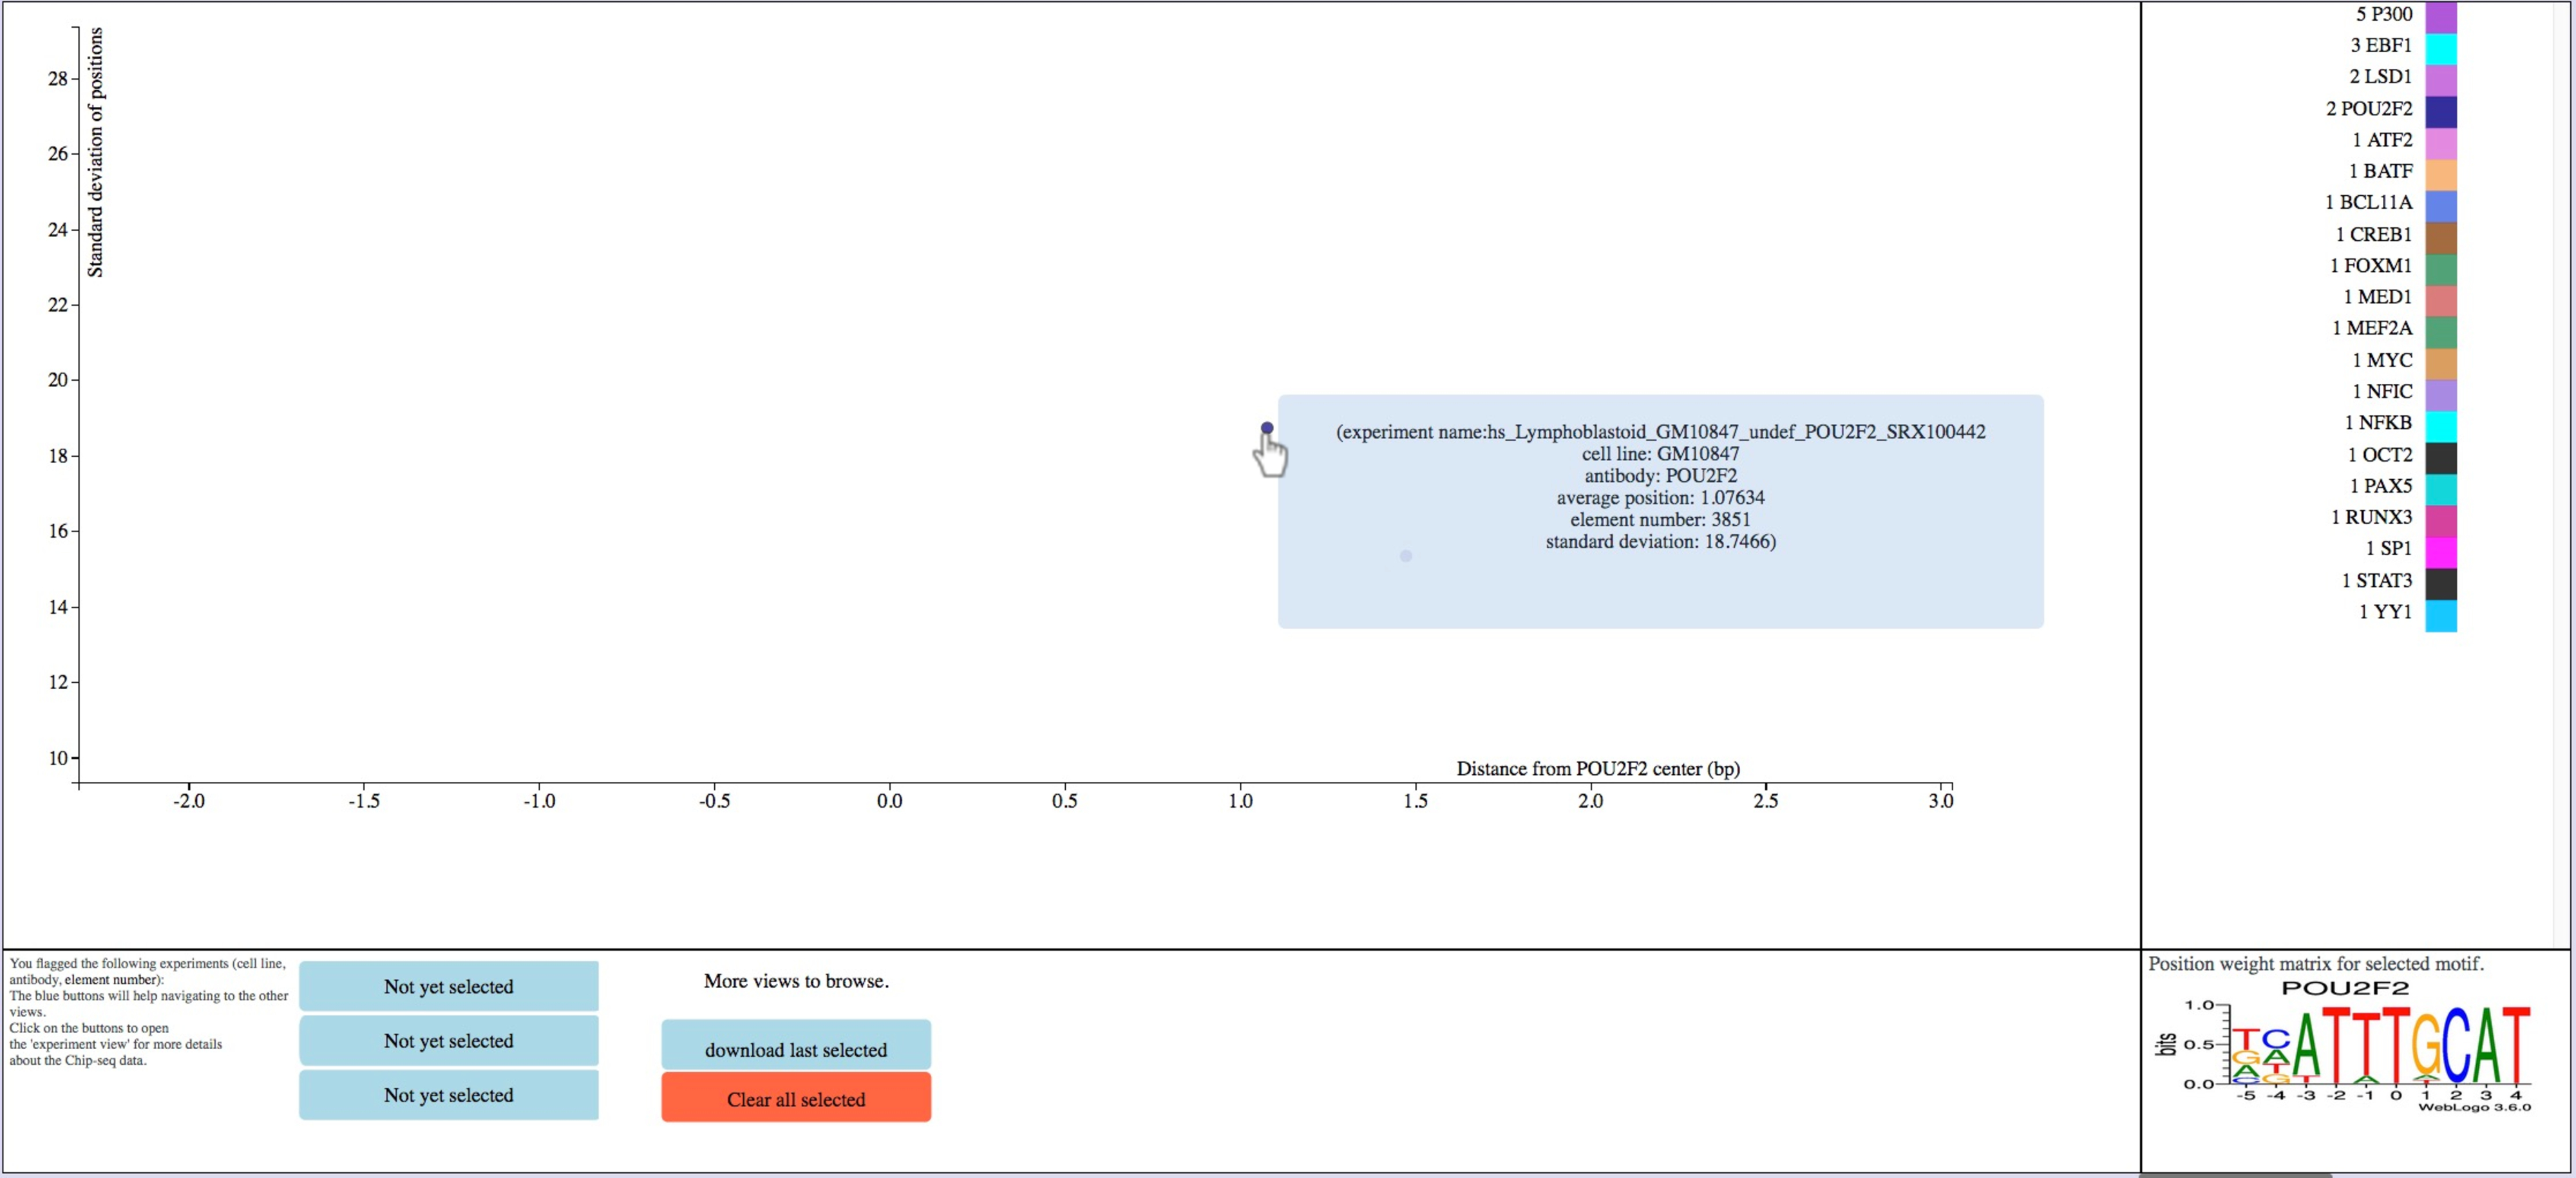 Standard deviation of positions
28
26
24
22
20
18
16
14
12
10
(experiment name:hs_Lymphoblastoid_GM10847_undef_POU2F2_SRX100442
cell line: GM10847
antibody: POU2F2
average position: 1.07634
element number: 3851
standard deviation: 18.7466)
Distance from POU2F2 center (bp)
-2.0 -1.5 -1.0 -0.5 0.0 0.5 1.0 1.5 2.0 2.5 3.0
5 P300
3 EBF1
2 LSD1
2 POU2F2
1 ATF2
1 BATF
1 BCL11A
1 CREB1
1 FOXM1
1 MED1
1 MEF2A
1 MYC
1 NFIC
1 NFKB
1 OCT2
1 PAX5
1 RUNX3
1 SP1
1 STAT3
1 YY1
You flagged the following experiments (cell line,
antibody, element number):
The blue buttons will help navigating to the other
views.
Click on the buttons to open
the 'experiment view' for more details
about the Chip-seq data.
Not yet selected
Not yet selected
Not yet selected
More views to browse.
download last selected
Clear all selected
Position weight matrix for selected motif.
POU2F2
bits
1.0
0.5
0.0
T C A T T T G C A T
G A T A A
A T
C G
-5 -4 -3 -2 -1 0 1 2 3 4
WebLogo 3.6.0